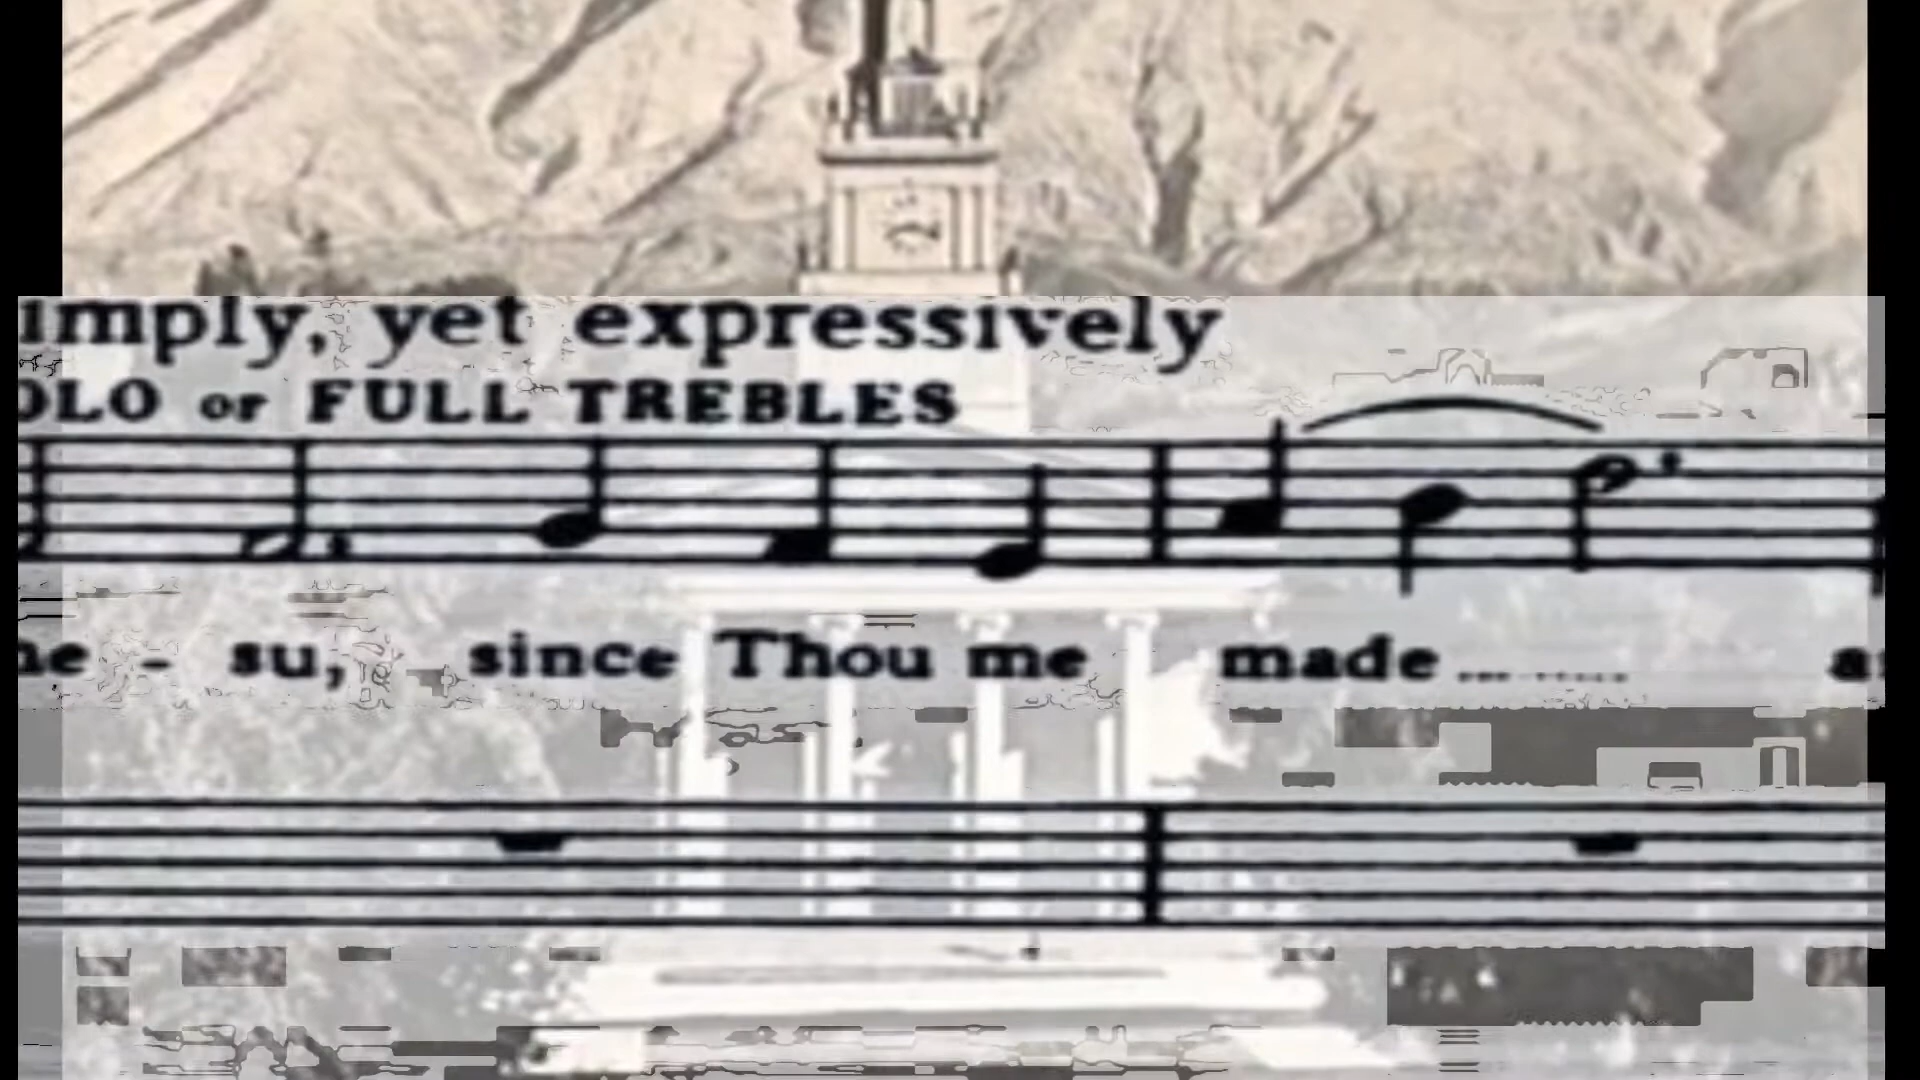 imply, yet expressively
OLO or FULL TREBLES
he - su, since Thou me made